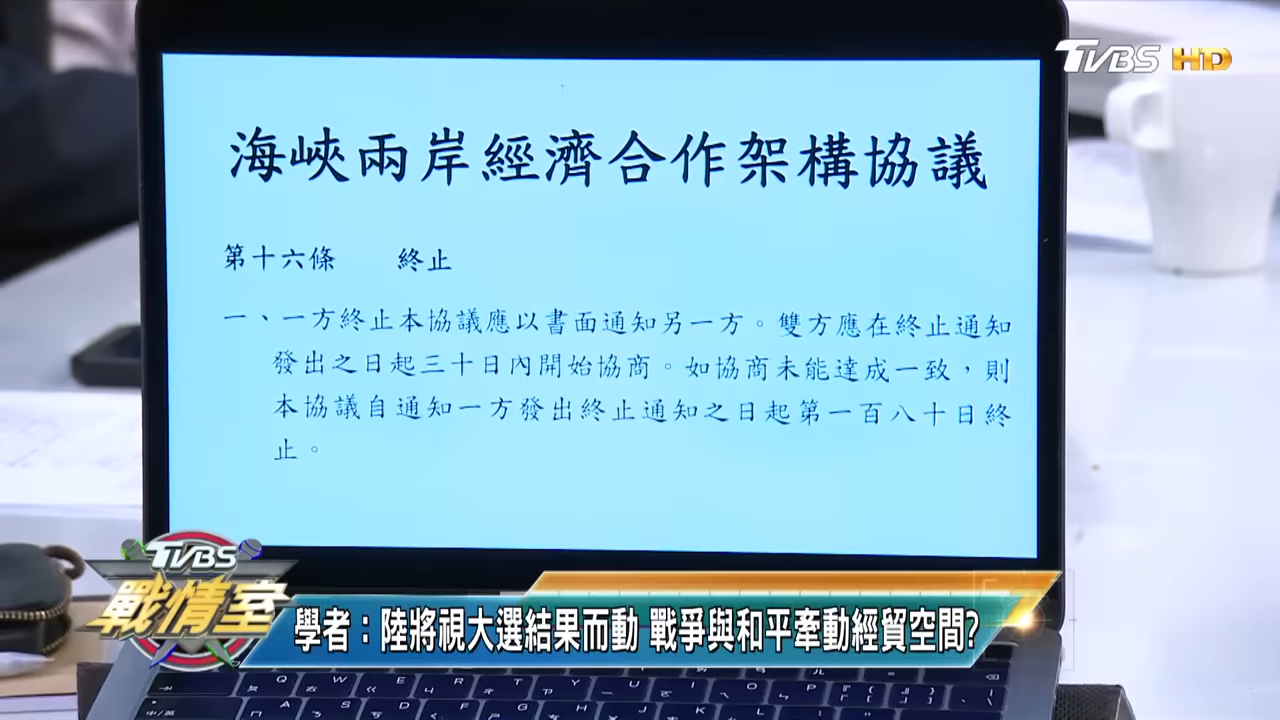 TVBS HD
海峽兩岸經濟合作架構協議
第十六條 終止
一、一方終止本協議應以書面通知另一方。雙方應在終止通知
發出之日起三十日內開始協商。如協商未能達成一致,則
本協議自通知一方發出終止通知之日起第一百八十日終
止。
TVBS
戰情室
學者:陸將視大選結果而動 戰爭與和平牽動經貿空間?
Q W E R T Y U I O P
ㄆ ㄊ ㄍ ㄐ ㄔ ㄗ ㄧ ㄛ ㄟ ㄣ
中/英 A S D F G H J K L